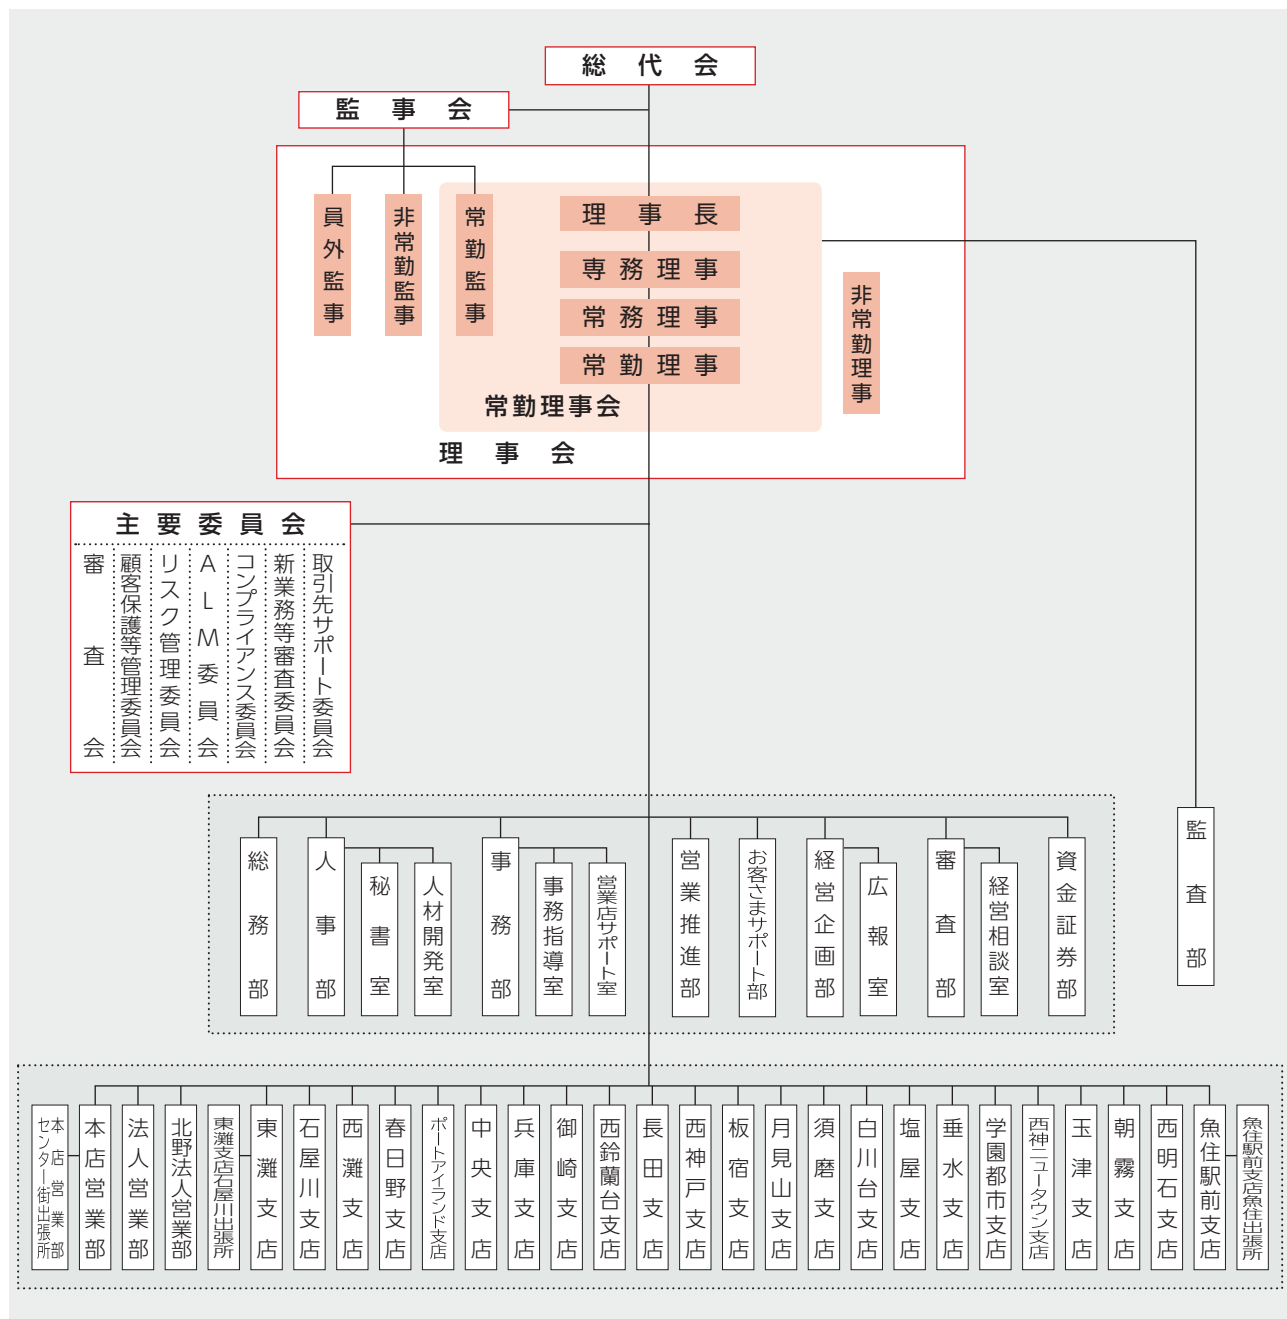 総代会
監事会
員外監事
非常勤監事
常勤監事
理事長
専務理事
常務理事
常勤理事
常勤理事会
非常勤理事
理事会
主要委員会
審査会
顧客保護等管理委員会
リスク管理委員会
ALM委員会
コンプライアンス委員会
新業務等審査委員会
取引先サポート委員会
総務部
人事部
秘書室
人材開発室
事務部
事務指導室
営業店サポート室
営業推進部
お客さまサポート部
経営企画部
広報室
審査部
経営相談室
資金証券部
監査部
本店営業部
センター街出張所
本店営業部
法人営業部
北野法人営業部
東灘支店石屋川出張所
東灘支店
石屋川支店
西灘支店
春日野支店
ポートアイランド支店
中央支店
兵庫支店
御崎支店
西鈴蘭台支店
長田支店
西神戸支店
板宿支店
月見山支店
須磨支店
白川台支店
塩屋支店
垂水支店
学園都市支店
西神ニュータウン支店
玉津支店
朝霧支店
西明石支店
魚住駅前支店
魚住駅前支店魚住出張所